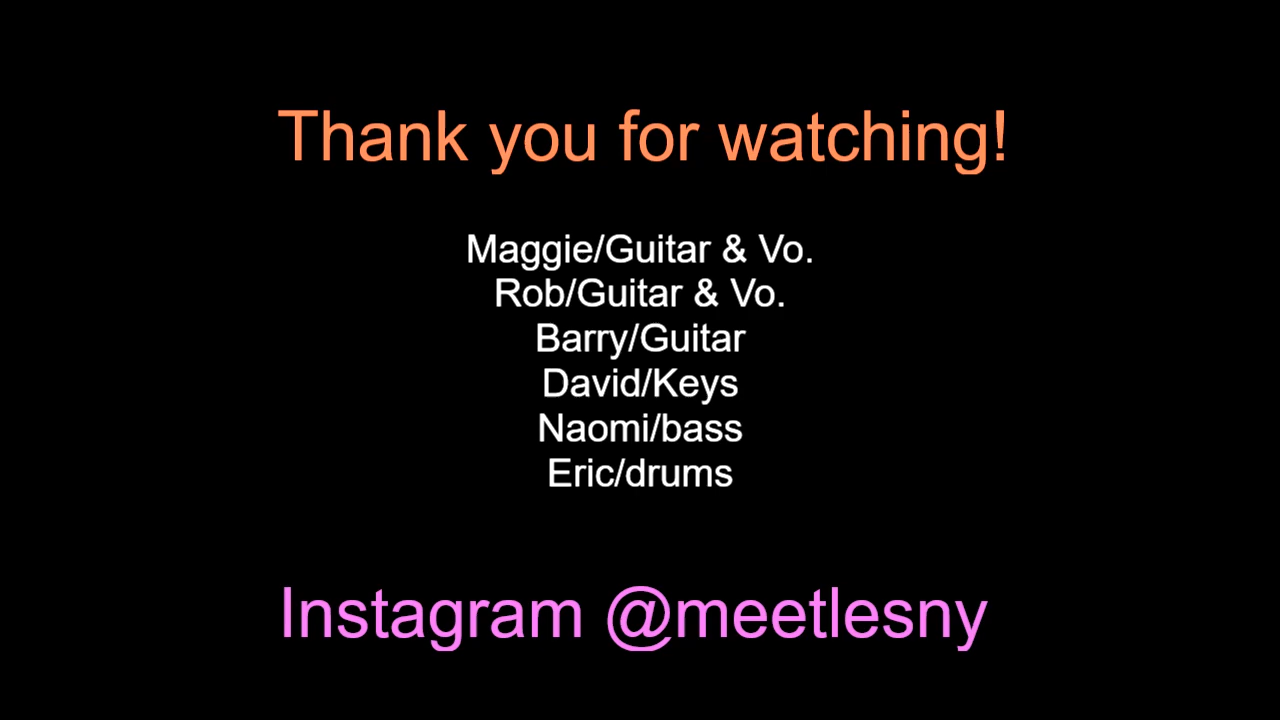 Thank you for watching!
Maggie/Guitar & Vo.
Rob/Guitar & Vo.
Barry/Guitar
David/Keys
Naomi/bass
Eric/drums
Instagram @meetlesny